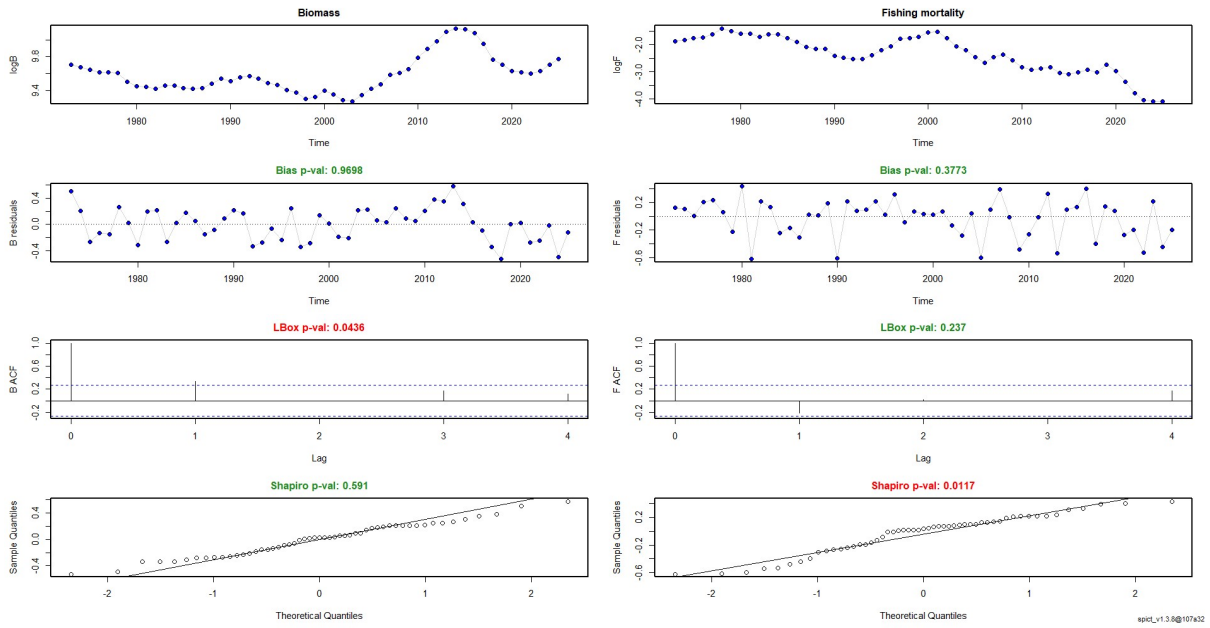 Biomass
logB
9.8
9.4
1980
1990
2000
2010
2020
Time
Fishing mortality
logF
-2.0
-3.0
-4.0
1980
1990
2000
2010
2020
Time
Bias p-val: 0.9698
B residuals
0.4
0.0
-0.4
1980
1990
2000
2010
2020
Time
Bias p-val: 0.3773
F residuals
0.2
-0.2
-0.6
1980
1990
2000
2010
2020
Time
LBox p-val: 0.0436
B ACF
1.0
0.6
0.2
-0.2
0
1
2
3
4
Lag
LBox p-val: 0.237
F ACF
1.0
0.6
0.2
-0.2
0
1
2
3
4
Lag
Shapiro p-val: 0.591
Sample Quantiles
0.4
0.0
-0.4
-2
-1
0
1
2
Theoretical Quantiles
Shapiro p-val: 0.0117
Sample Quantiles
0.2
-0.2
-0.6
-2
-1
0
1
2
Theoretical Quantiles
spict_v1.3.8@107a32